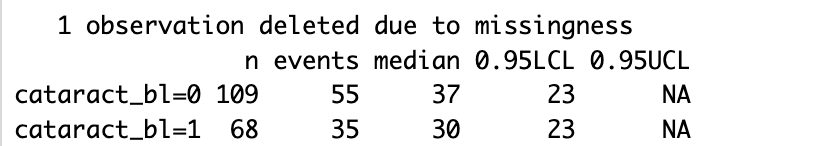 1 observation deleted due to missingness
n events median 0.95LCL 0.95UCL
cataract_bl=0 109 55 37 23 NA
cataract_bl=1 68 35 30 23 NA